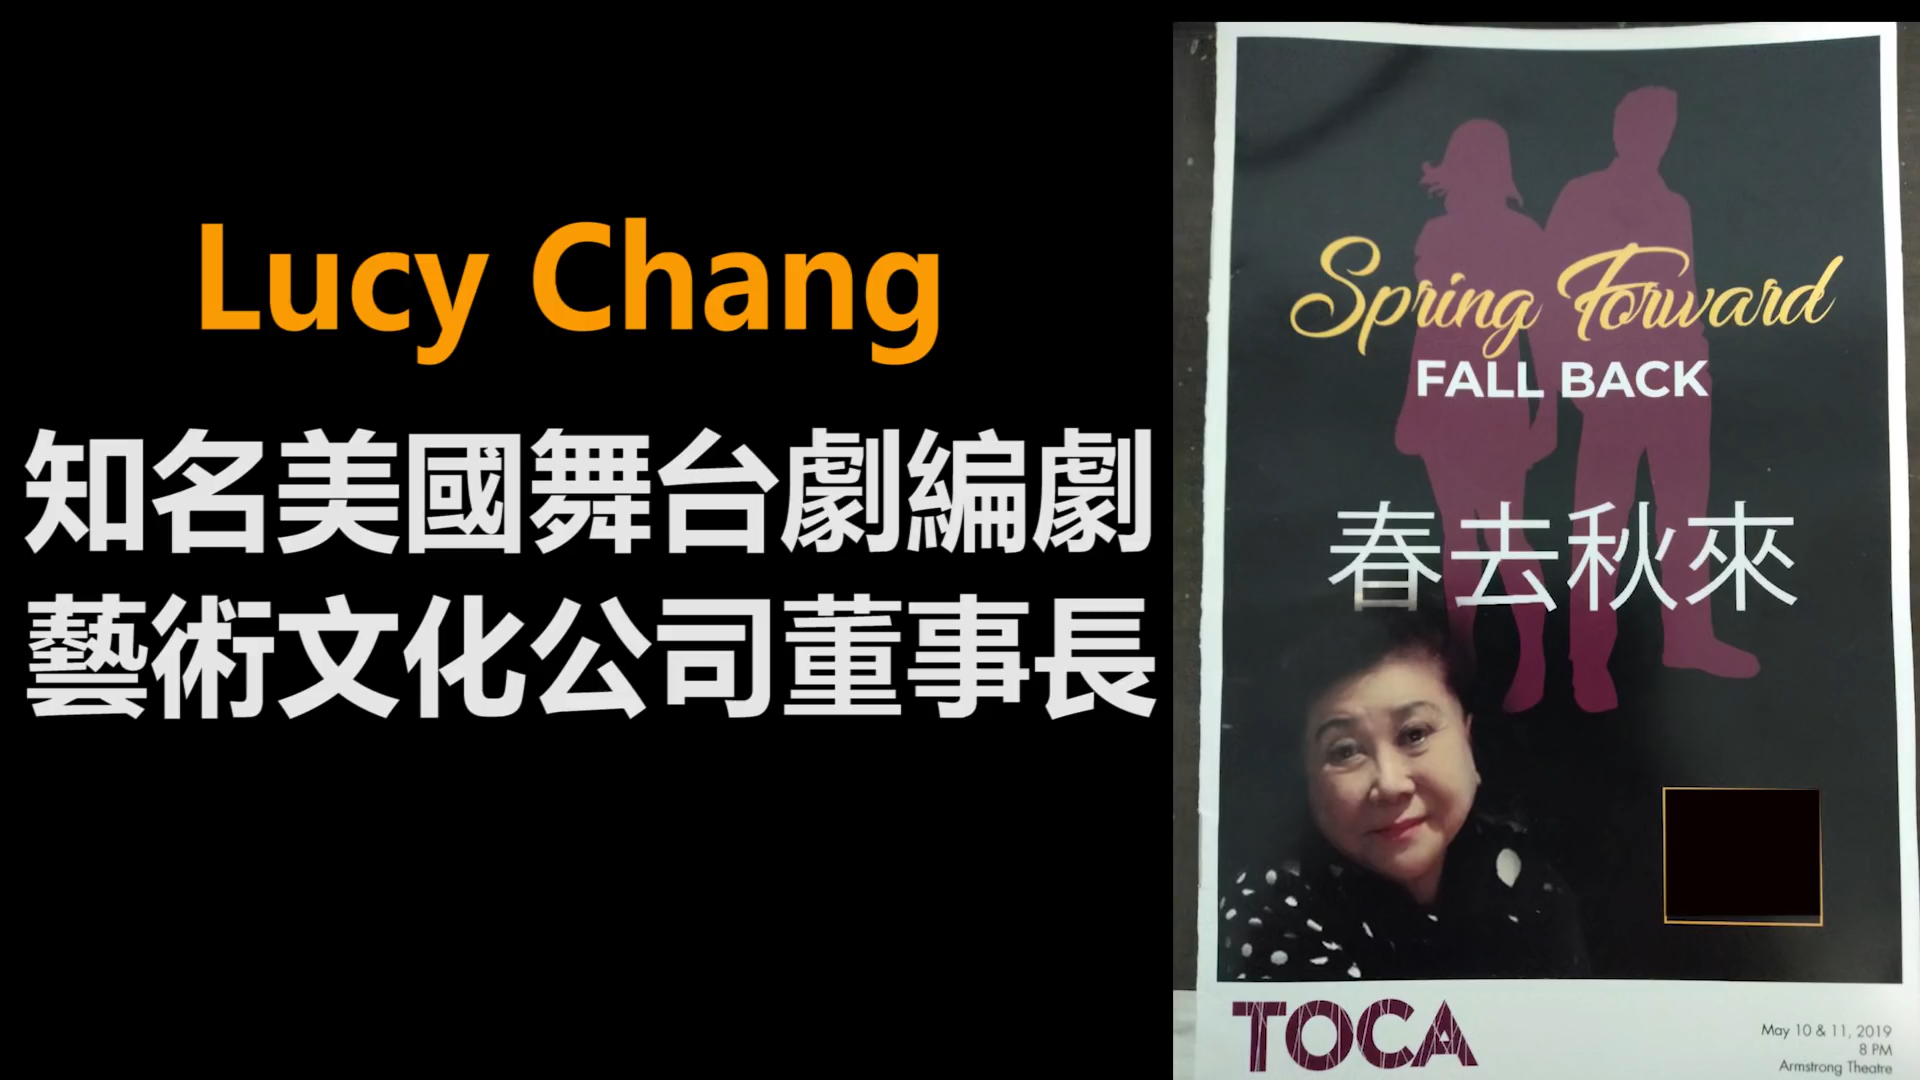 Lucy Chang
知名美國舞台劇編劇
藝術文化公司董事長
Spring Forward
FALL BACK
春去秋來
TOCA
May 10 & 11, 2019
8 PM
Armstrong Theatre